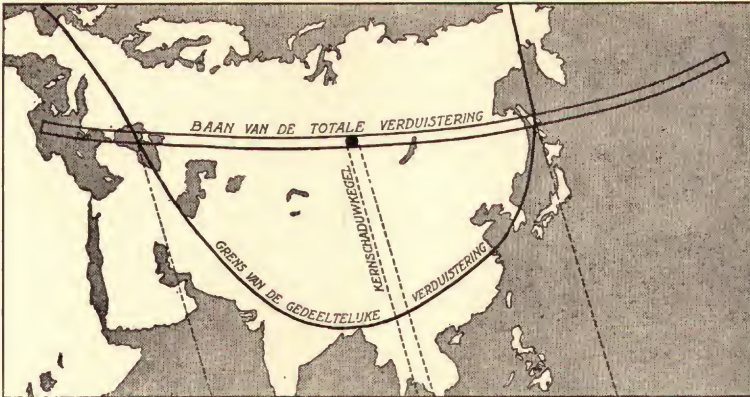 BAAN VAN DE TOTALE VERDUISTERING
KERNSCHADUWKEGEL
GRENS VAN DE GEDEELTELIJKE VERDUISTERING